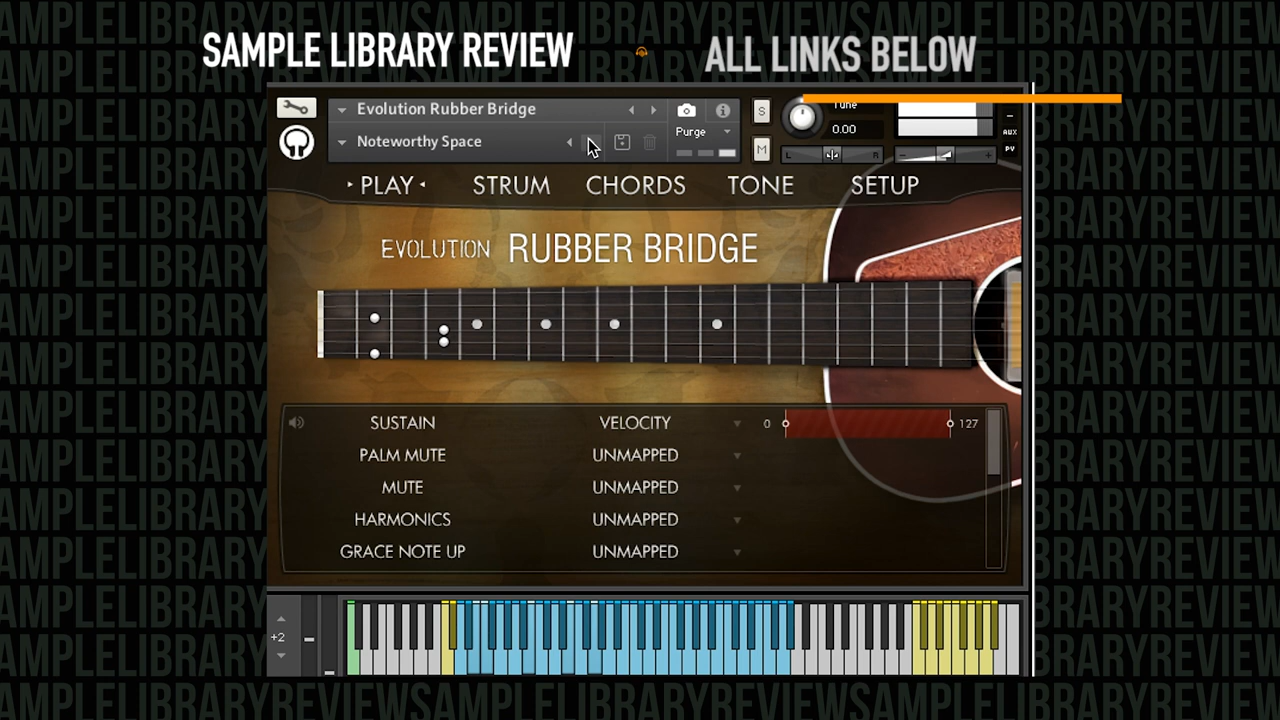 SAMPLE LIBRARY REVIEW
ALL LINKS BELOW
Evolution Rubber Bridge
Noteworthy Space
Purge
S
M
Tune
0.00
L R
AUX
PV
PLAY STRUM CHORDS TONE SETUP
EVOLUTION RUBBER BRIDGE
SUSTAIN VELOCITY 0 127
PALM MUTE UNMAPPED
MUTE UNMAPPED
HARMONICS UNMAPPED
GRACE NOTE UP UNMAPPED
+2